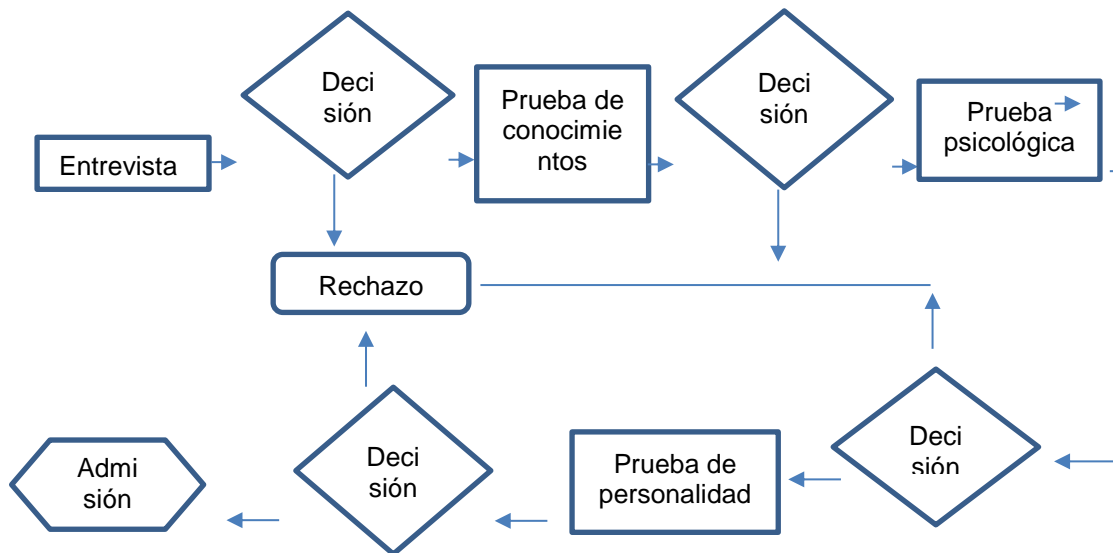 Entrevista
Deci
sión
Prueba de
conocimie
ntos
Deci
sión
Prueba
psicológica
Rechazo
Deci
sión
Prueba de
personalidad
Deci
sión
Admi
sión